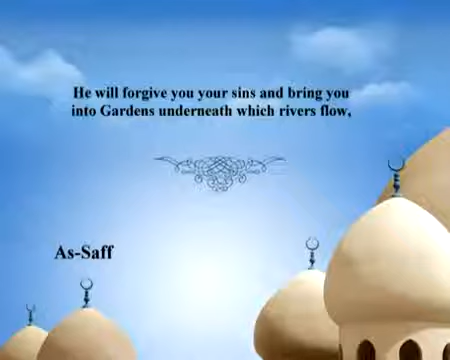 He will forgive you your sins and bring you
into Gardens underneath which rivers flow,
As-Saff